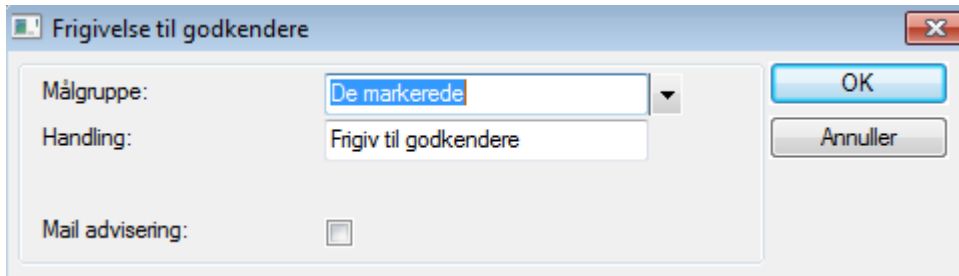 Frigivelse til godkendere
Målgruppe: De markerede OK
Handling: Frigiv til godkendere Annuller
Mail advisering: